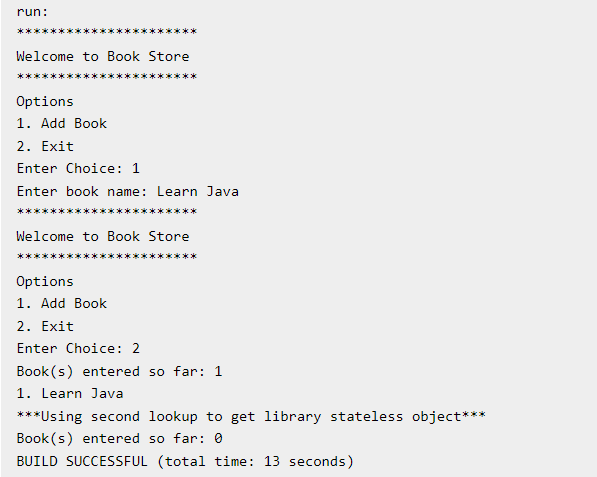 run:
**********************
Welcome to Book Store
**********************
Options
1. Add Book
2. Exit
Enter Choice: 1
Enter book name: Learn Java
**********************
Welcome to Book Store
**********************
Options
1. Add Book
2. Exit
Enter Choice: 2
Book(s) entered so far: 1
1. Learn Java
***Using second lookup to get library stateless object***
Book(s) entered so far: 0
BUILD SUCCESSFUL (total time: 13 seconds)